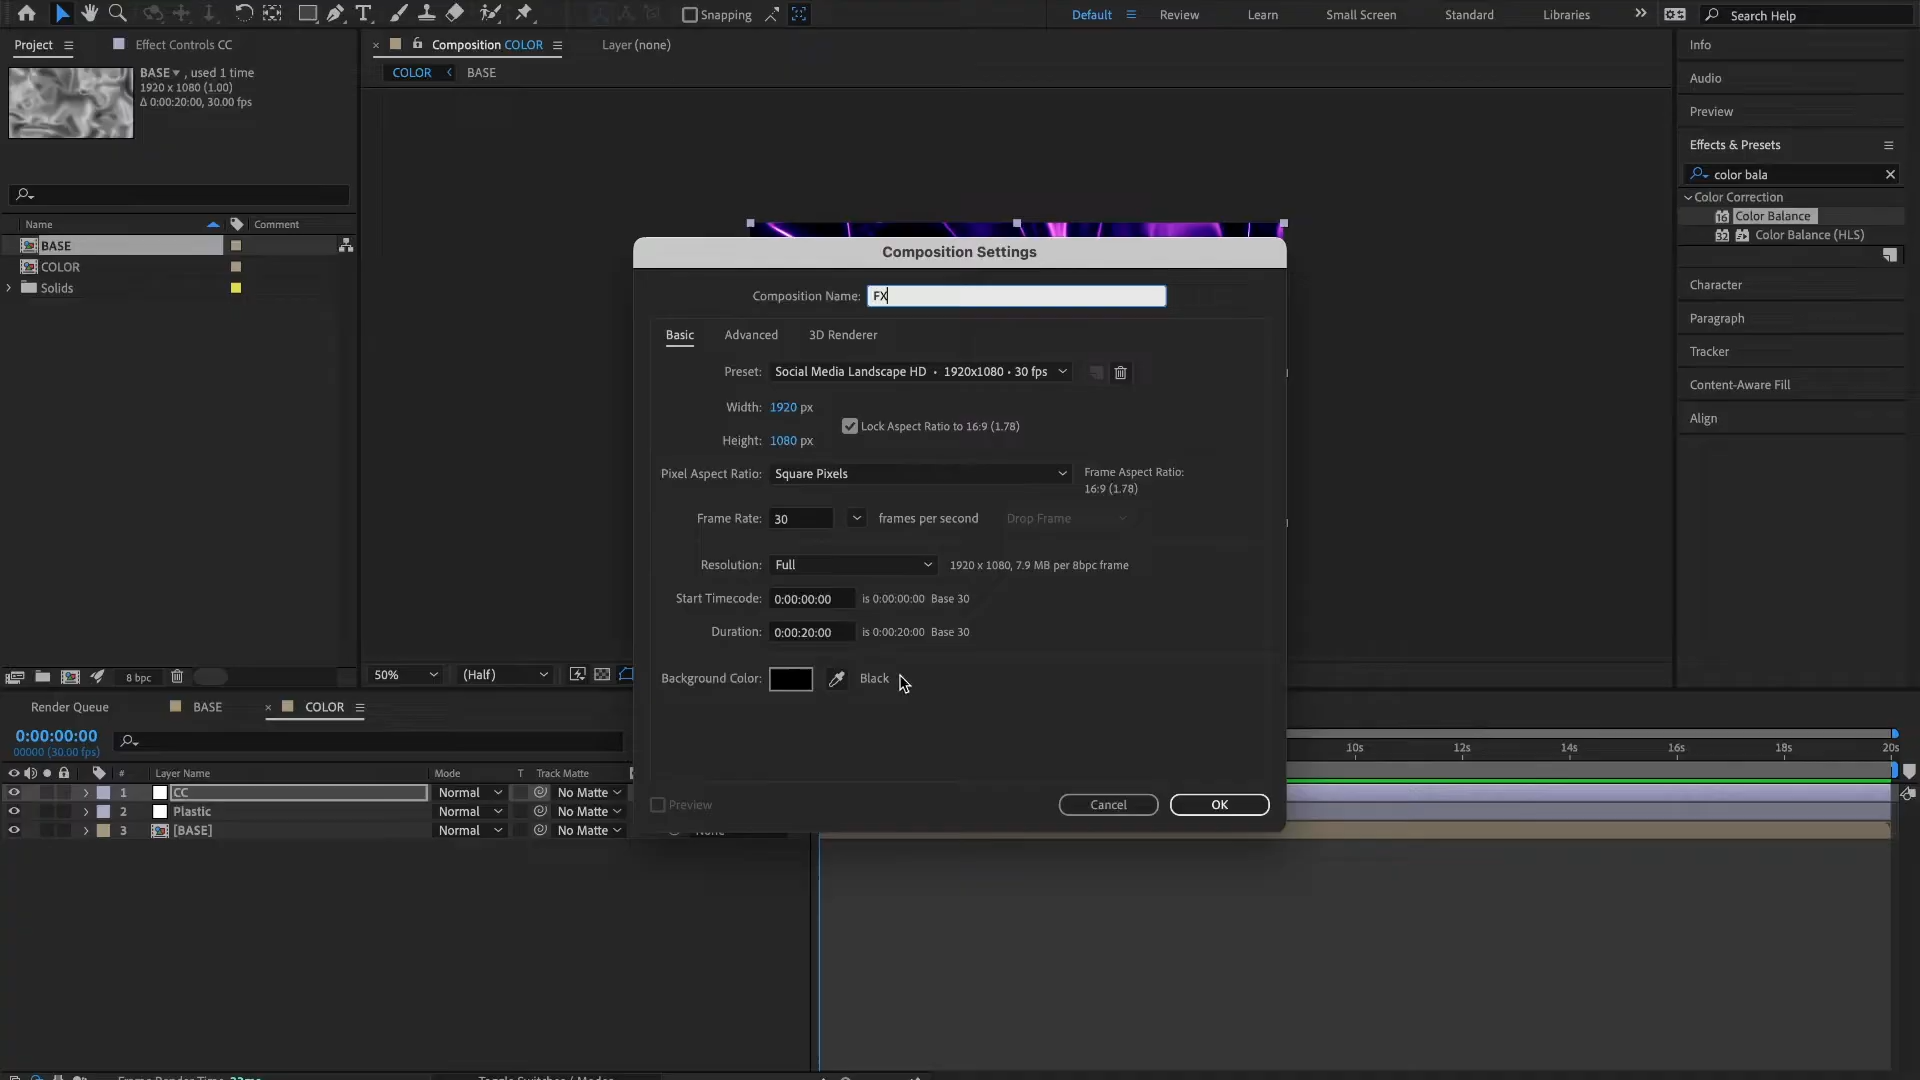 Snapping
Default
Review
Learn
Small Screen
Standard
Libraries
Search Help
Project
Effect Controls CC
Composition COLOR
Layer (none)
COLOR
BASE
BASE, used 1 time
1920 x 1080 (1.00)
Δ 0:00:20:00, 30.00 fps
Name
Comment
BASE
COLOR
Solids
Info
Audio
Preview
Effects & Presets
color bala
Color Correction
Color Balance
Color Balance (HLS)
Character
Paragraph
Tracker
Content-Aware Fill
Align
Composition Settings
Composition Name: FX
Basic
Advanced
3D Renderer
Preset: Social Media Landscape HD • 1920x1080 • 30 fps
Width: 1920 px
Lock Aspect Ratio to 16:9 (1.78)
Height: 1080 px
Pixel Aspect Ratio: Square Pixels
Frame Aspect Ratio:
16:9 (1.78)
Frame Rate: 30 frames per second Drop Frame
Resolution: Full 1920 x 1080, 7.9 MB per 8bpc frame
Start Timecode: 0:00:00:00 is 0:00:00:00 Base 30
Duration: 0:00:20:00 is 0:00:20:00 Base 30
Background Color: Black
Preview
Cancel
OK
8 bpc
50%
(Half)
Render Queue
BASE
COLOR
0:00:00:00
00000 (30.00 fps)
# Layer Name Mode T Track Matte
1 CC Normal No Matte
2 Plastic Normal No Matte
3 [BASE] Normal No Matte
10s 12s 14s 16s 18s 20s